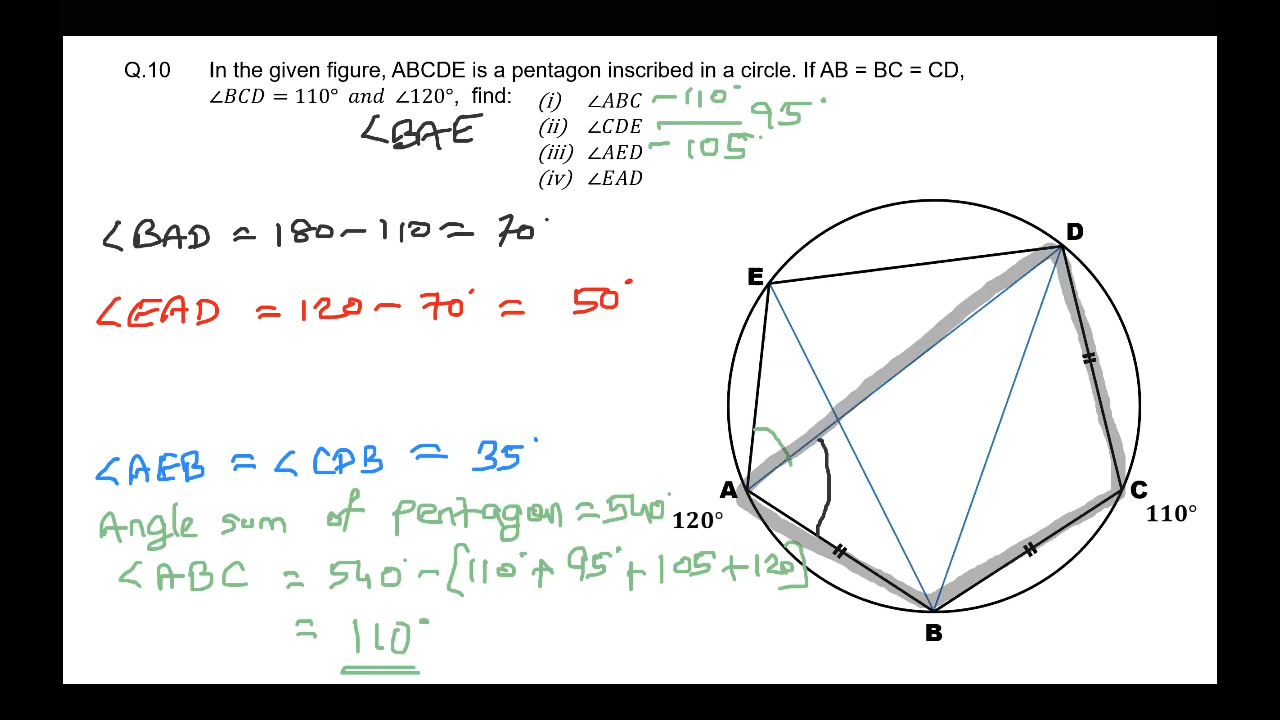 Q.10 In the given figure, ABCDE is a pentagon inscribed in a circle. If AB = BC = CD,
∠BCD = 110° and ∠120°, find: (i) ∠ABC – 110°
∠BAE (ii) ∠CDE 95°
(iii) ∠AED – 105°
(iv) ∠EAD
∠BAD = 180 – 110 = 70°
∠EAD = 120 – 70° = 50°
∠AEB = ∠CDB = 35°
Angle sum of pentagon = 540°
∠ABC = 540° – [110° + 95° + 105 + 120]
= 110°
D
E
A
120°
C
110°
B